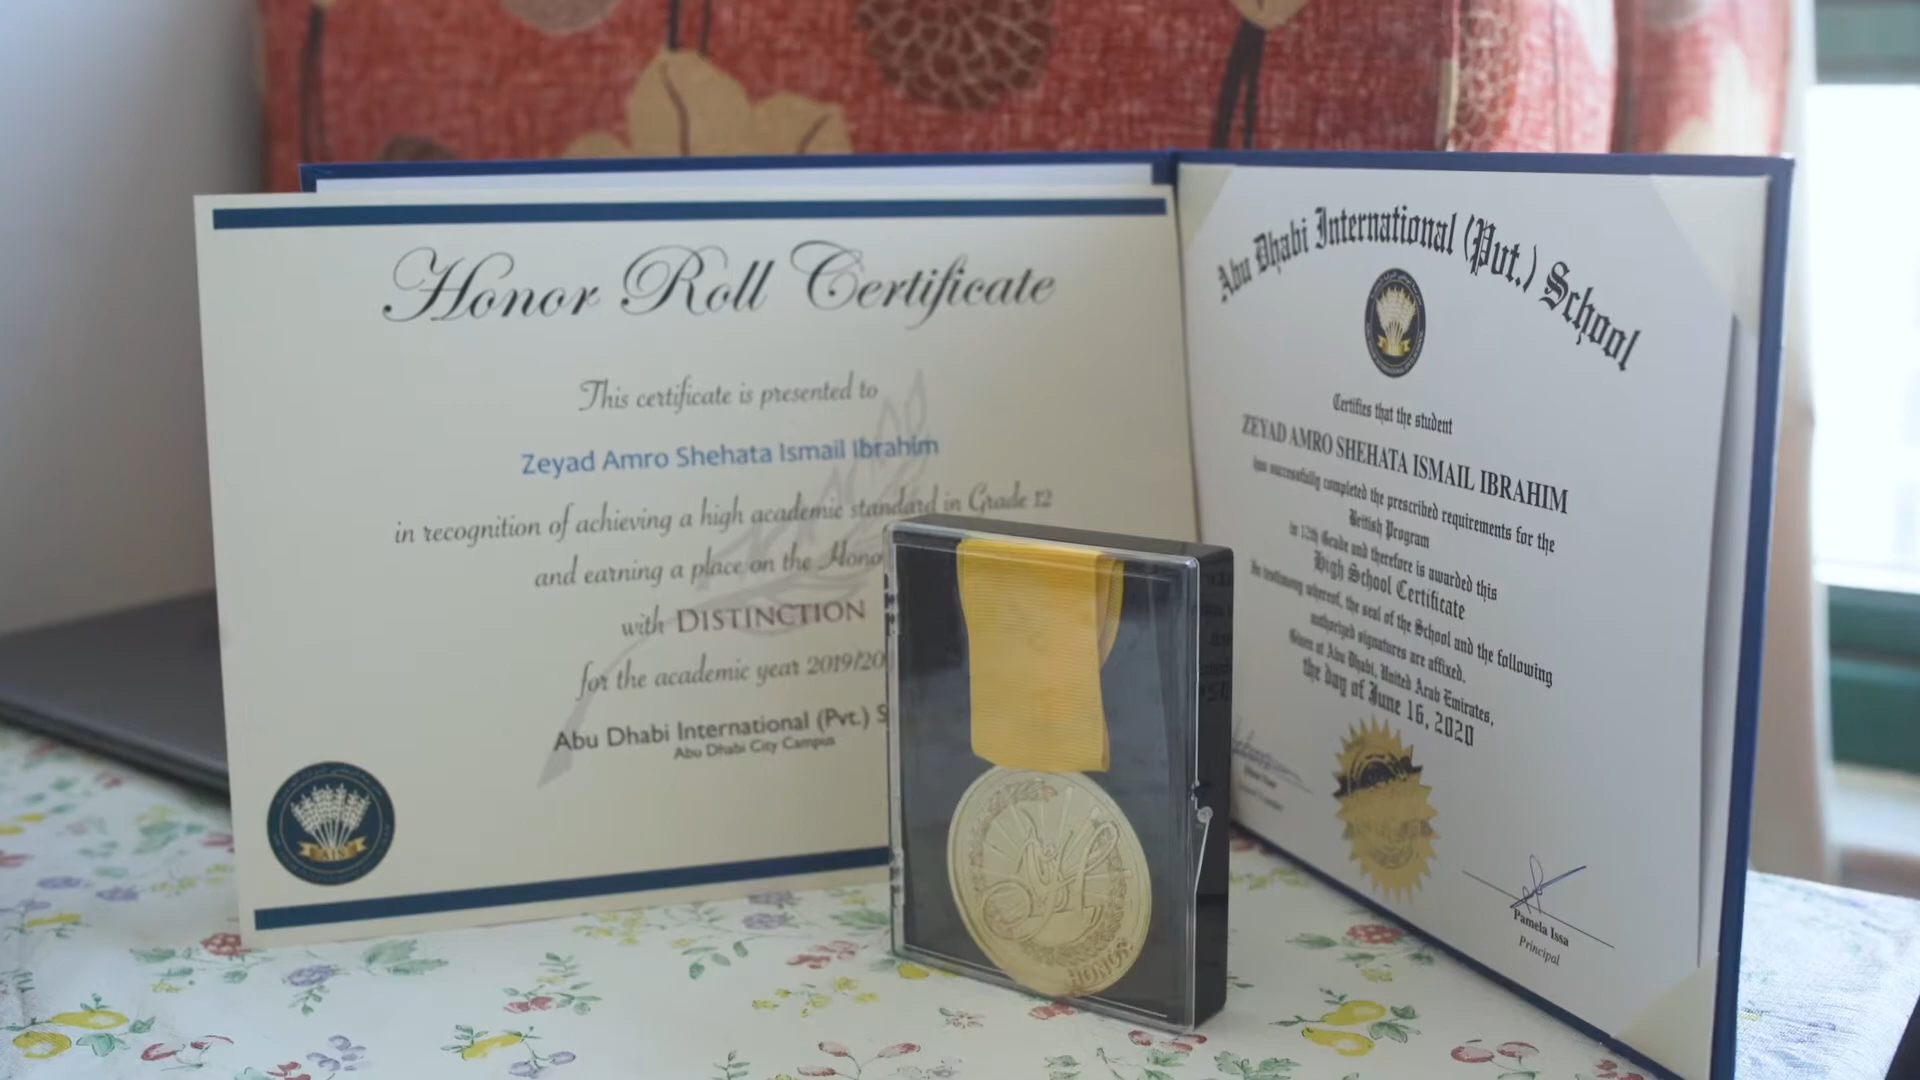 Honor Roll Certificate
This certificate is presented to
Zeyad Amro Shehata Ismail Ibrahim
in recognition of achieving a high academic standard in Grade 12
and earning a place on the
with DISTINCTION
for the academic year 2019/20
Abu Dhabi International (Pvt.)
Abu Dhabi City Campus
AIS
HONOR
Abu Dhabi International (Pvt.) School
Certifies that the student
ZEYAD AMRO SHEHATA ISMAIL IBRAHIM
has successfully completed the prescribed requirements for the
British Program
in 12th Grade and therefore is awarded this
High School Certificate
In testimony whereof, the seal of the School and the following
authorized signatures are affixed.
Given at Abu Dhabi, United Arab Emirates,
the day of June 16, 2020
Pamela Issa
Principal